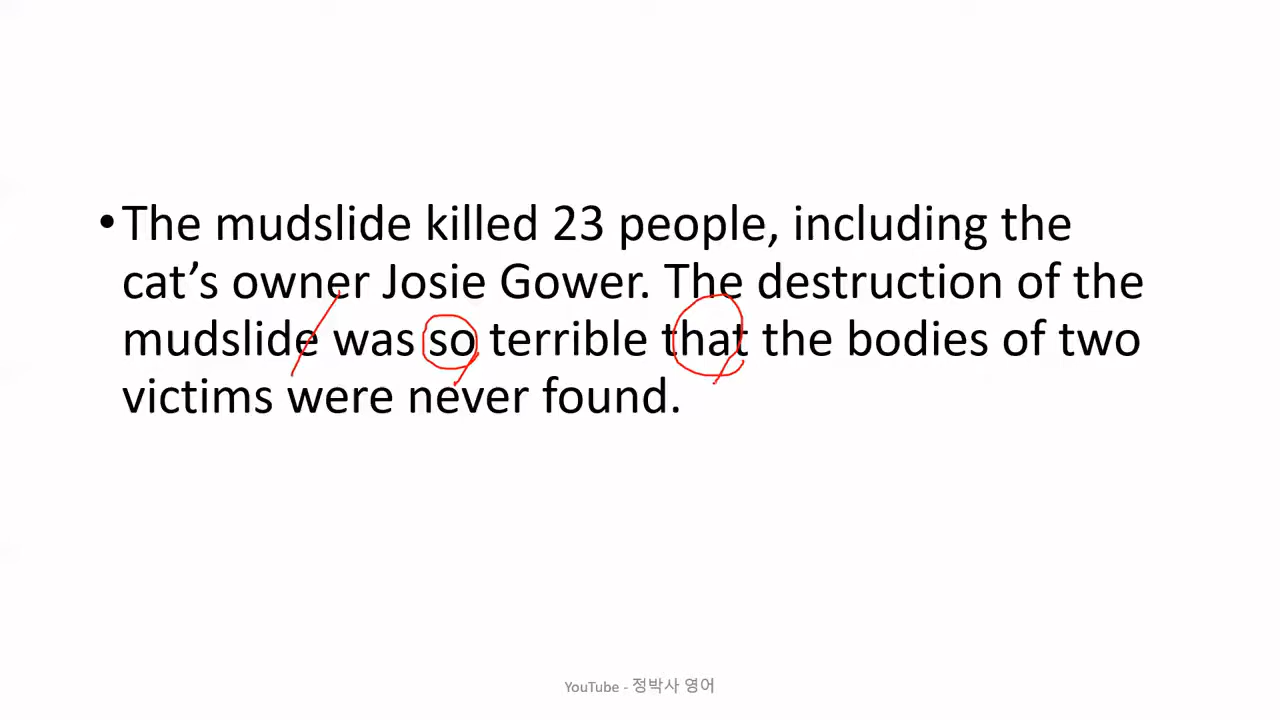 •The mudslide killed 23 people, including the
cat’s owner Josie Gower. The destruction of the
mudslide was so terrible that the bodies of two
victims were never found.
YouTube - 정박사 영어